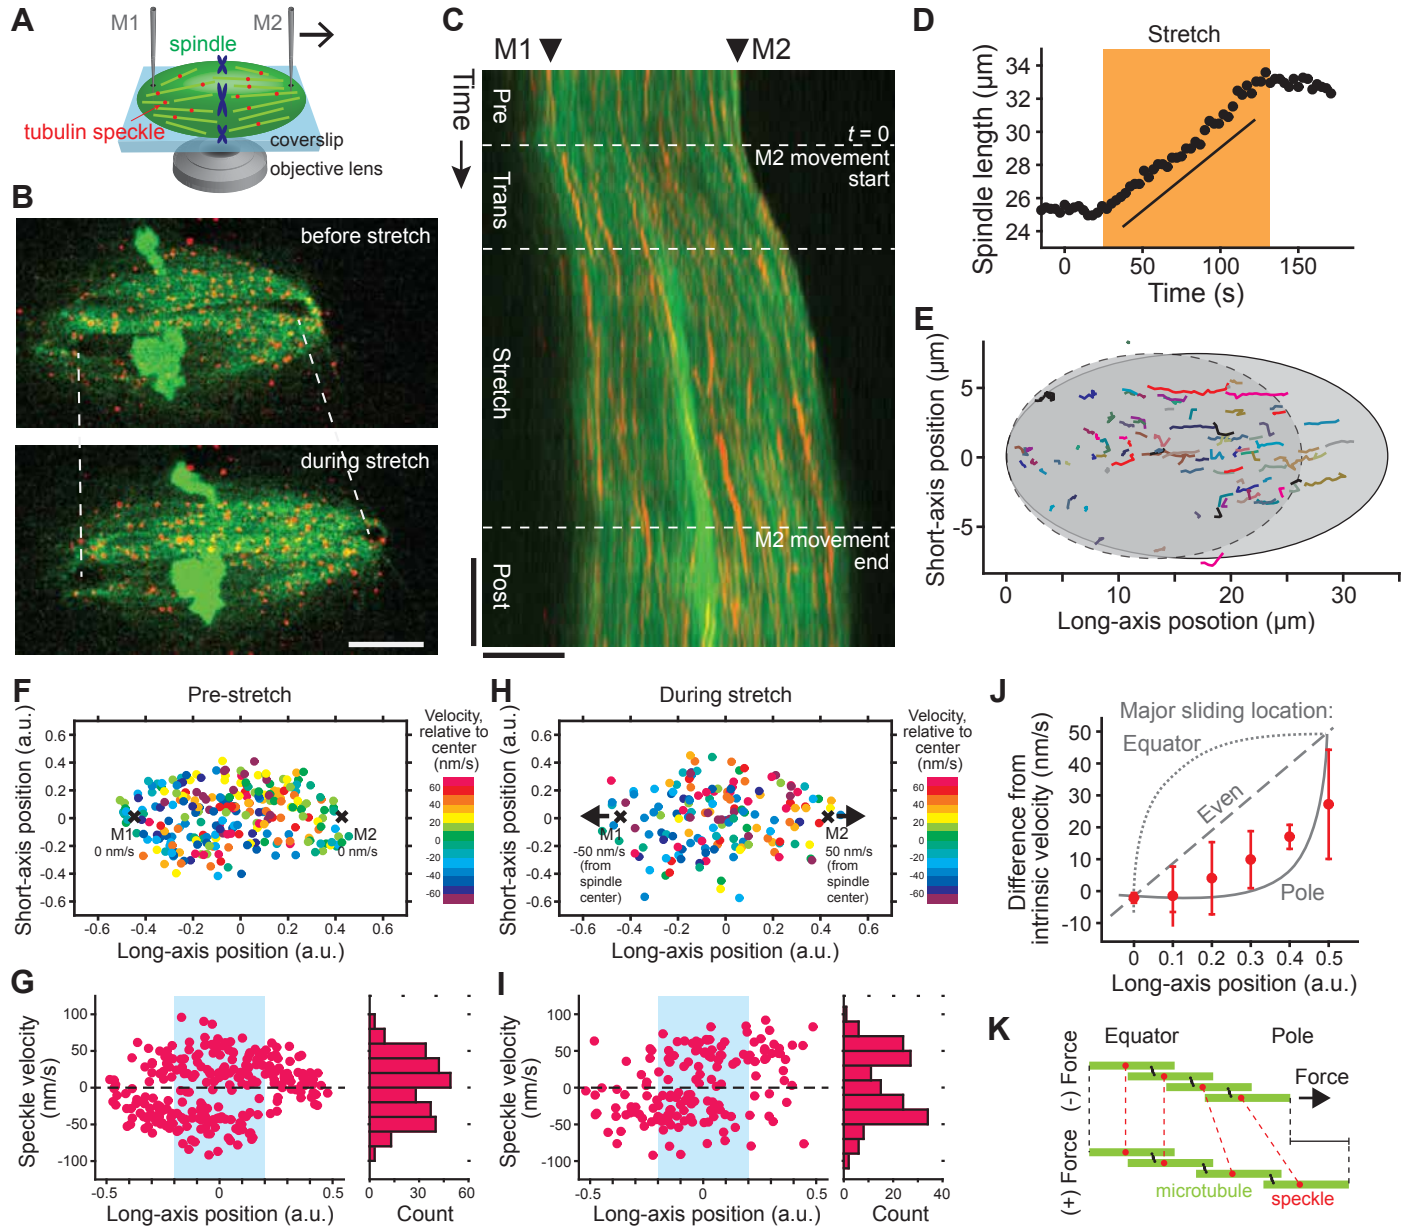 A
M1
M2
spindle
tubulin speckle
coverslip
objective lens
B
before stretch
during stretch
C
M1
M2
Time
Pre
Trans
Stretch
Post
t = 0
M2 movement
start
M2 movement
end
D
Stretch
Spindle length (μm)
34
32
30
28
26
24
0
50
100
150
Time (s)
E
Short-axis position (μm)
5
0
-5
0
10
20
30
Long-axis posotion (μm)
F
Pre-stretch
Short-axis position (a.u.)
0.6
0.4
0.2
0
-0.2
-0.4
-0.6
M1
0 nm/s
M2
0 nm/s
-0.6
-0.4
-0.2
0
0.2
0.4
0.6
Long-axis position (a.u.)
Velocity,
relative to
center
(nm/s)
60
40
20
0
-20
-40
-60
H
During stretch
Short-axis position (a.u.)
0.6
0.4
0.2
0
-0.2
-0.4
-0.6
M1
-50 nm/s
(from
spindle
center)
M2
50 nm/s
(from
spindle
center)
-0.6
-0.4
-0.2
0
0.2
0.4
0.6
Long-axis position (a.u.)
Velocity,
relative to
center
(nm/s)
60
40
20
0
-20
-40
-60
J
Difference from
intrinsic velocity (nm/s)
50
40
30
20
10
0
-10
Major sliding location:
Equator
Even
Pole
0
0.1
0.2
0.3
0.4
0.5
Long-axis position (a.u.)
G
Speckle velocity
(nm/s)
100
50
0
-50
-100
-0.5
0
0.5
Long-axis position (a.u.)
0
30
60
Count
I
Speckle velocity
(nm/s)
100
50
0
-50
-100
-0.5
0
0.5
Long-axis position (a.u.)
0
20
40
Count
K
Equator
Pole
(-) Force
Force
(+) Force
microtubule
speckle